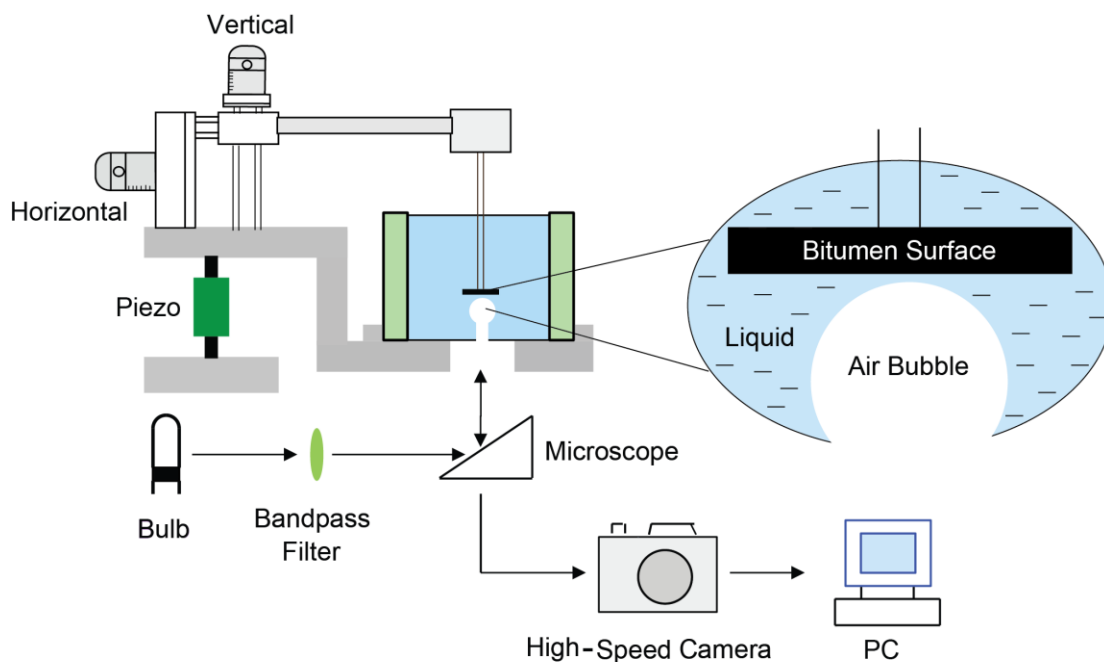 Vertical
Horizontal
Piezo
Bitumen Surface
Liquid
Air Bubble
Microscope
Bulb
Bandpass
Filter
High-Speed Camera
PC